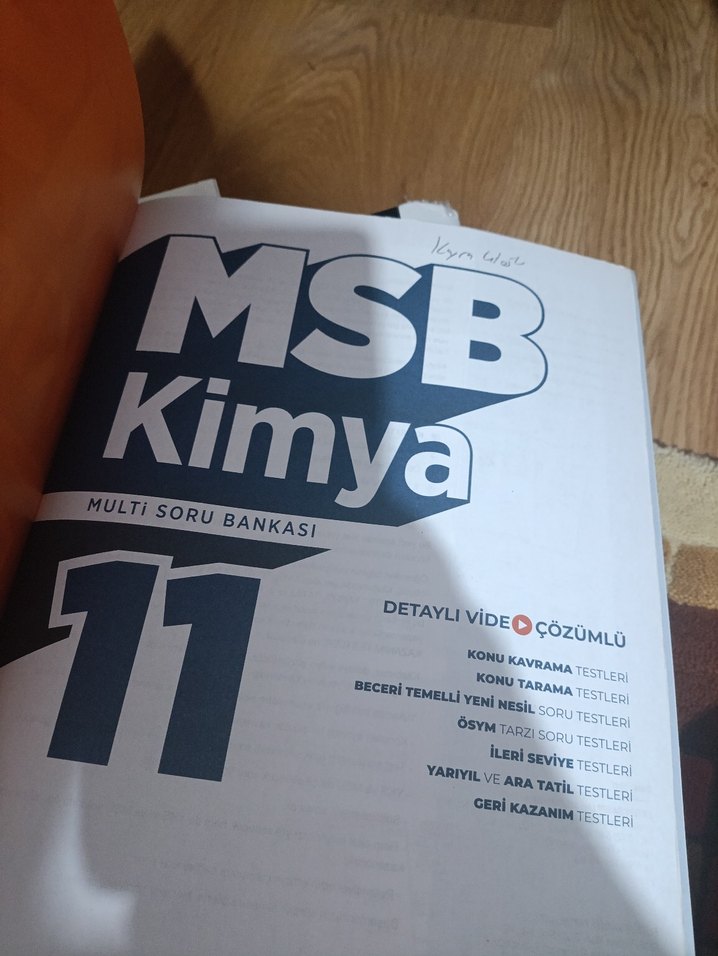 MSB
Kimya
MULTİ SORU BANKASI
11
DETAYLI VİDEO ÇÖZÜMLÜ
KONU KAVRAMA TESTLERİ
KONU TARAMA TESTLERİ
BECERİ TEMELLİ YENİ NESİL SORU TESTLERİ
ÖSYM TARZI SORU TESTLERİ
İLERİ SEVİYE TESTLERİ
YARIYIL VE ARA TATİL TESTLERİ
GERİ KAZANIM TESTLERİ